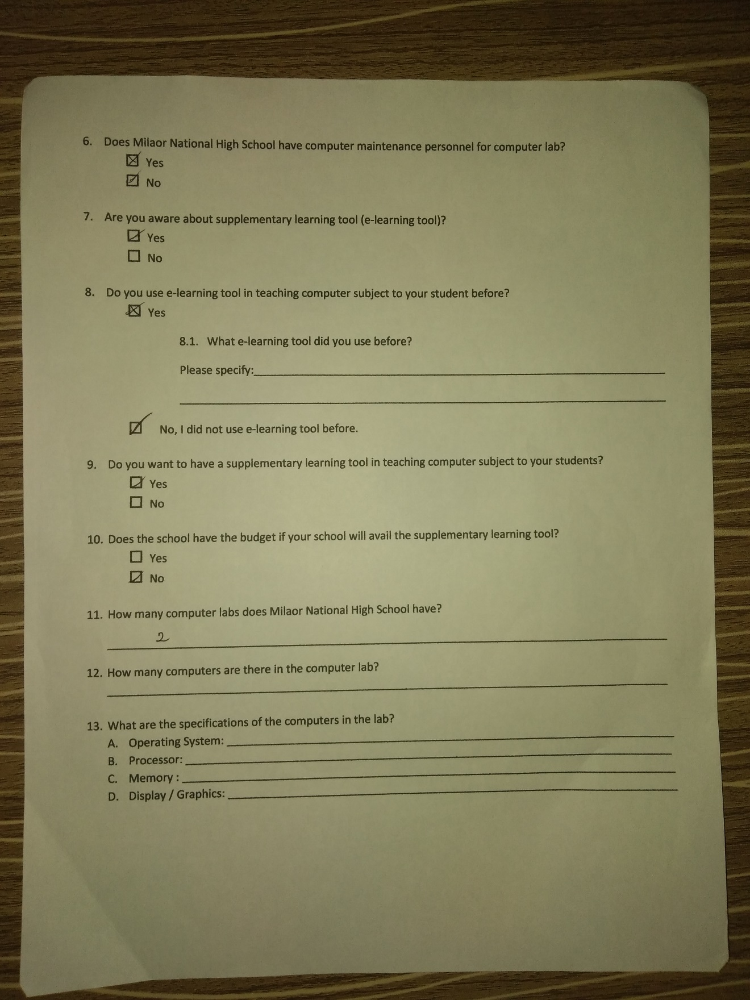 6. Does Milaor National High School have computer maintenance personnel for computer lab?
☒ Yes
☑ No
7. Are you aware about supplementary learning tool (e-learning tool)?
☑ Yes
☐ No
8. Do you use e-learning tool in teaching computer subject to your student before?
☒ Yes
8.1. What e-learning tool did you use before?
Please specify:
☑ No, I did not use e-learning tool before.
9. Do you want to have a supplementary learning tool in teaching computer subject to your students?
☑ Yes
☐ No
10. Does the school have the budget if your school will avail the supplementary learning tool?
☐ Yes
☑ No
11. How many computer labs does Milaor National High School have?
2
12. How many computers are there in the computer lab?
13. What are the specifications of the computers in the lab?
A. Operating System:
B. Processor:
C. Memory :
D. Display / Graphics: